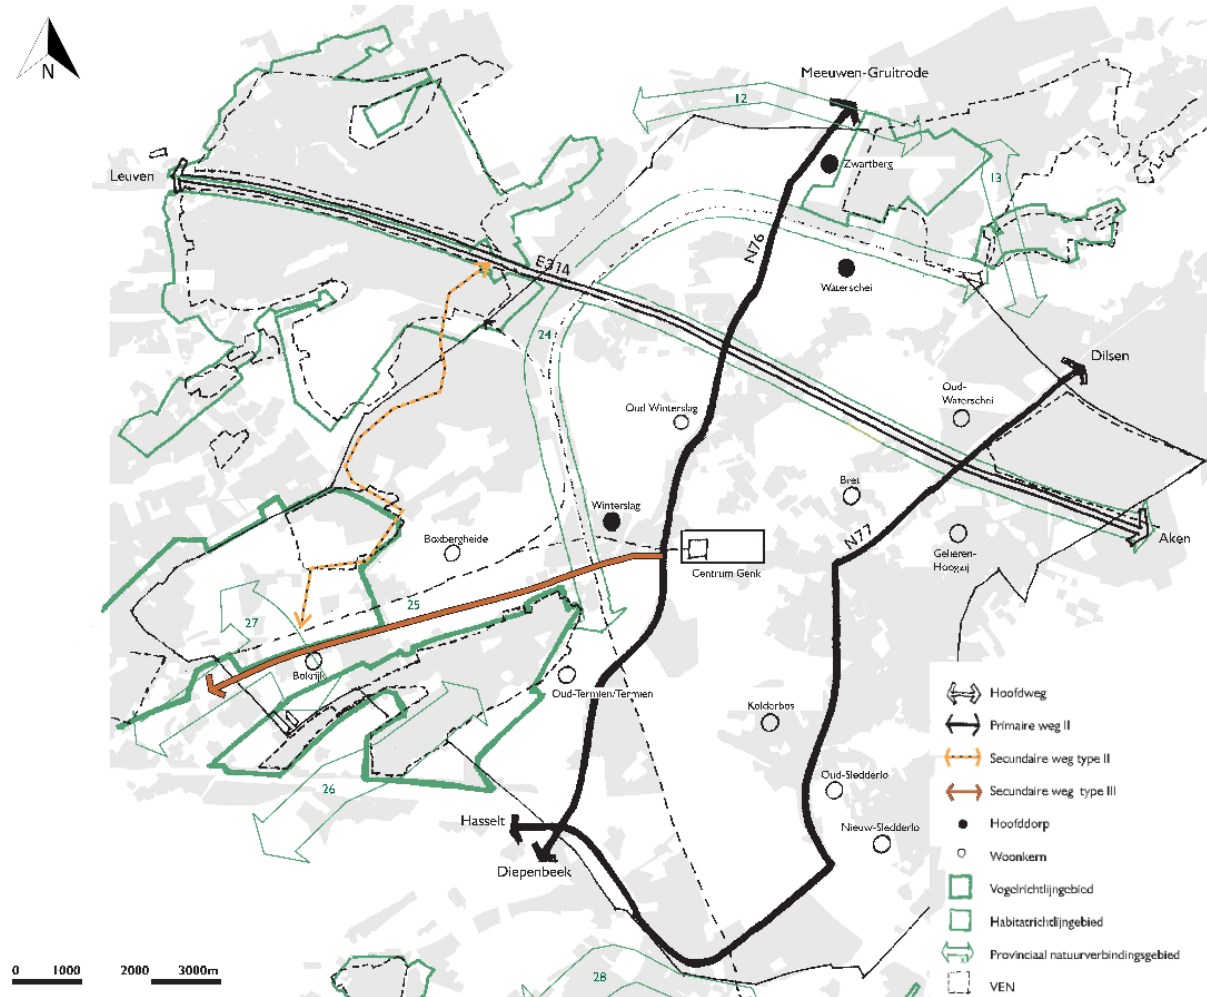 N
Meeuwen-Gruitrode
12
Zwartberg
13
Leuven
E314
N76
Waterschei
24
Dilsen
Oud-
Waterschei
Oud Winterslag
Bret
Winterslag
N77
Aken
Boxbergheide
Gelieren-
Hoogzij
Centrum Genk
25
27
Bokrijk
Oud-Termien/Termien
Kolderbos
26
Oud-Sledderlo
Hasselt
Nieuw-Sledderlo
Diepenbeek
28
0 1000 2000 3000m
Hoofdweg
Primaire weg II
Secundaire weg type II
Secundaire weg type III
Hoofddorp
Woonkern
Vogelrichtlijngebied
Habitatrichtlijngebied
Provinciaal natuurverbindingsgebied
VEN